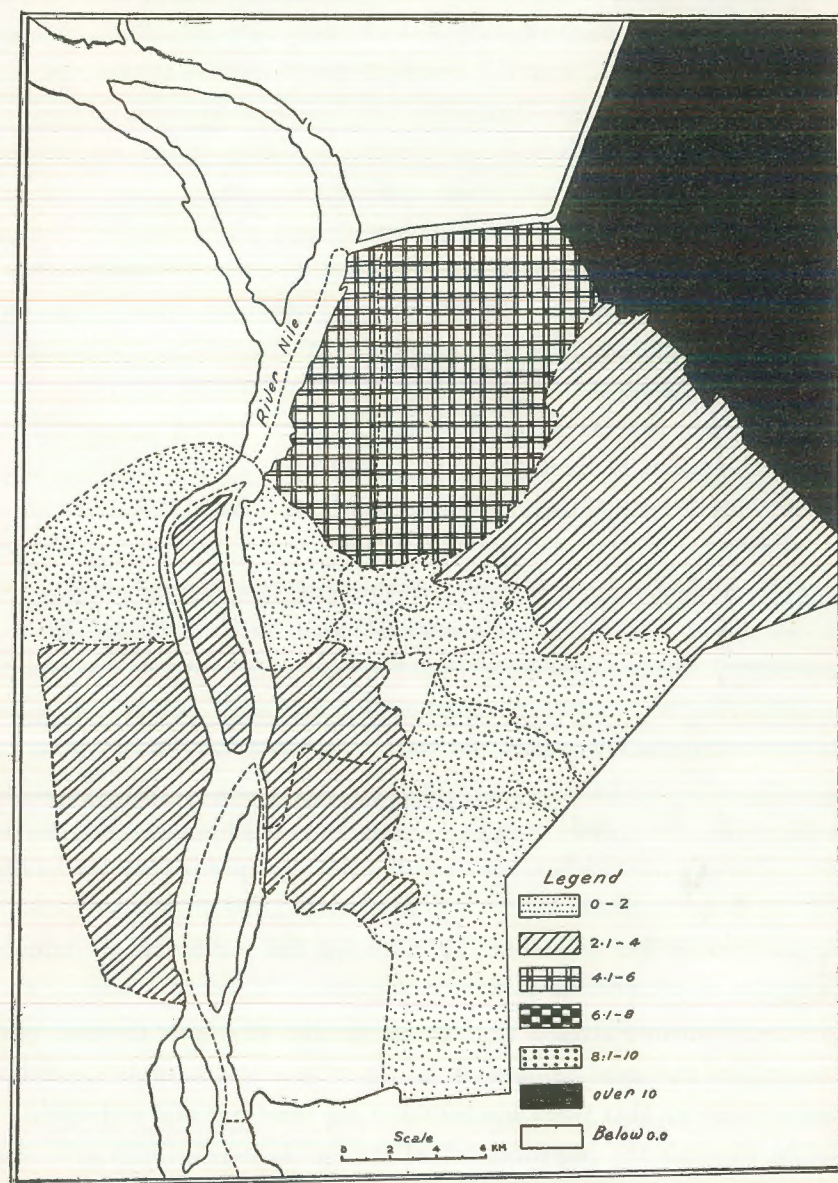 River Nile
Legend
0-2
2·1-4
4·1-6
6·1-8
8·1-10
over 10
Below 0.0
Scale
0 2 4 6 KM